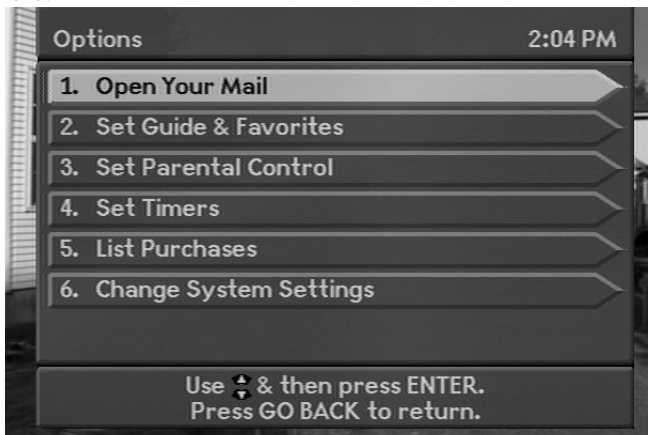 Options
2:04 PM
1. Open Your Mail
2. Set Guide & Favorites
3. Set Parental Control
4. Set Timers
5. List Purchases
6. Change System Settings
Use & then press ENTER.
Press GO BACK to return.